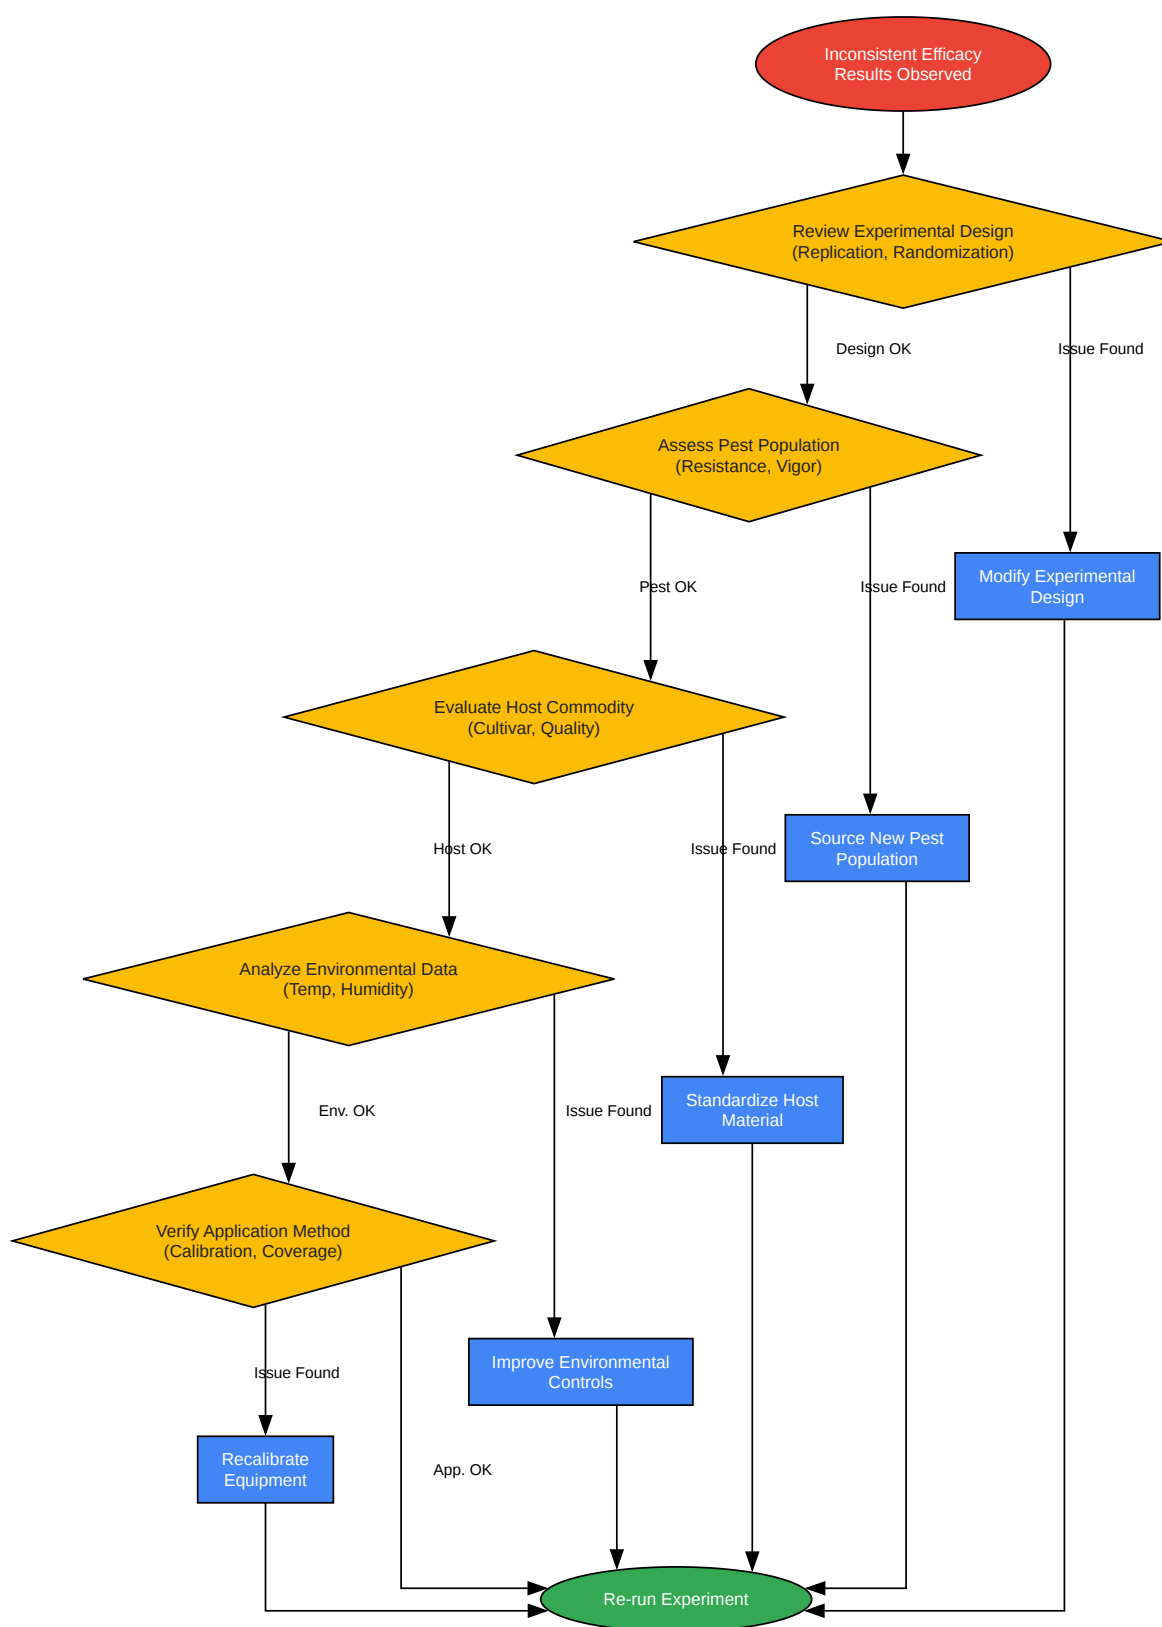 Inconsistent Efficacy
Results Observed
Review Experimental Design
(Replication, Randomization)
Design OK
Issue Found
Assess Pest Population
(Resistance, Vigor)
Pest OK
Issue Found
Modify Experimental
Design
Evaluate Host Commodity
(Cultivar, Quality)
Host OK
Issue Found
Source New Pest
Population
Analyze Environmental Data
(Temp, Humidity)
Env. OK
Issue Found
Standardize Host
Material
Verify Application Method
(Calibration, Coverage)
Issue Found
Improve Environmental
Controls
Recalibrate
Equipment
App. OK
Re-run Experiment